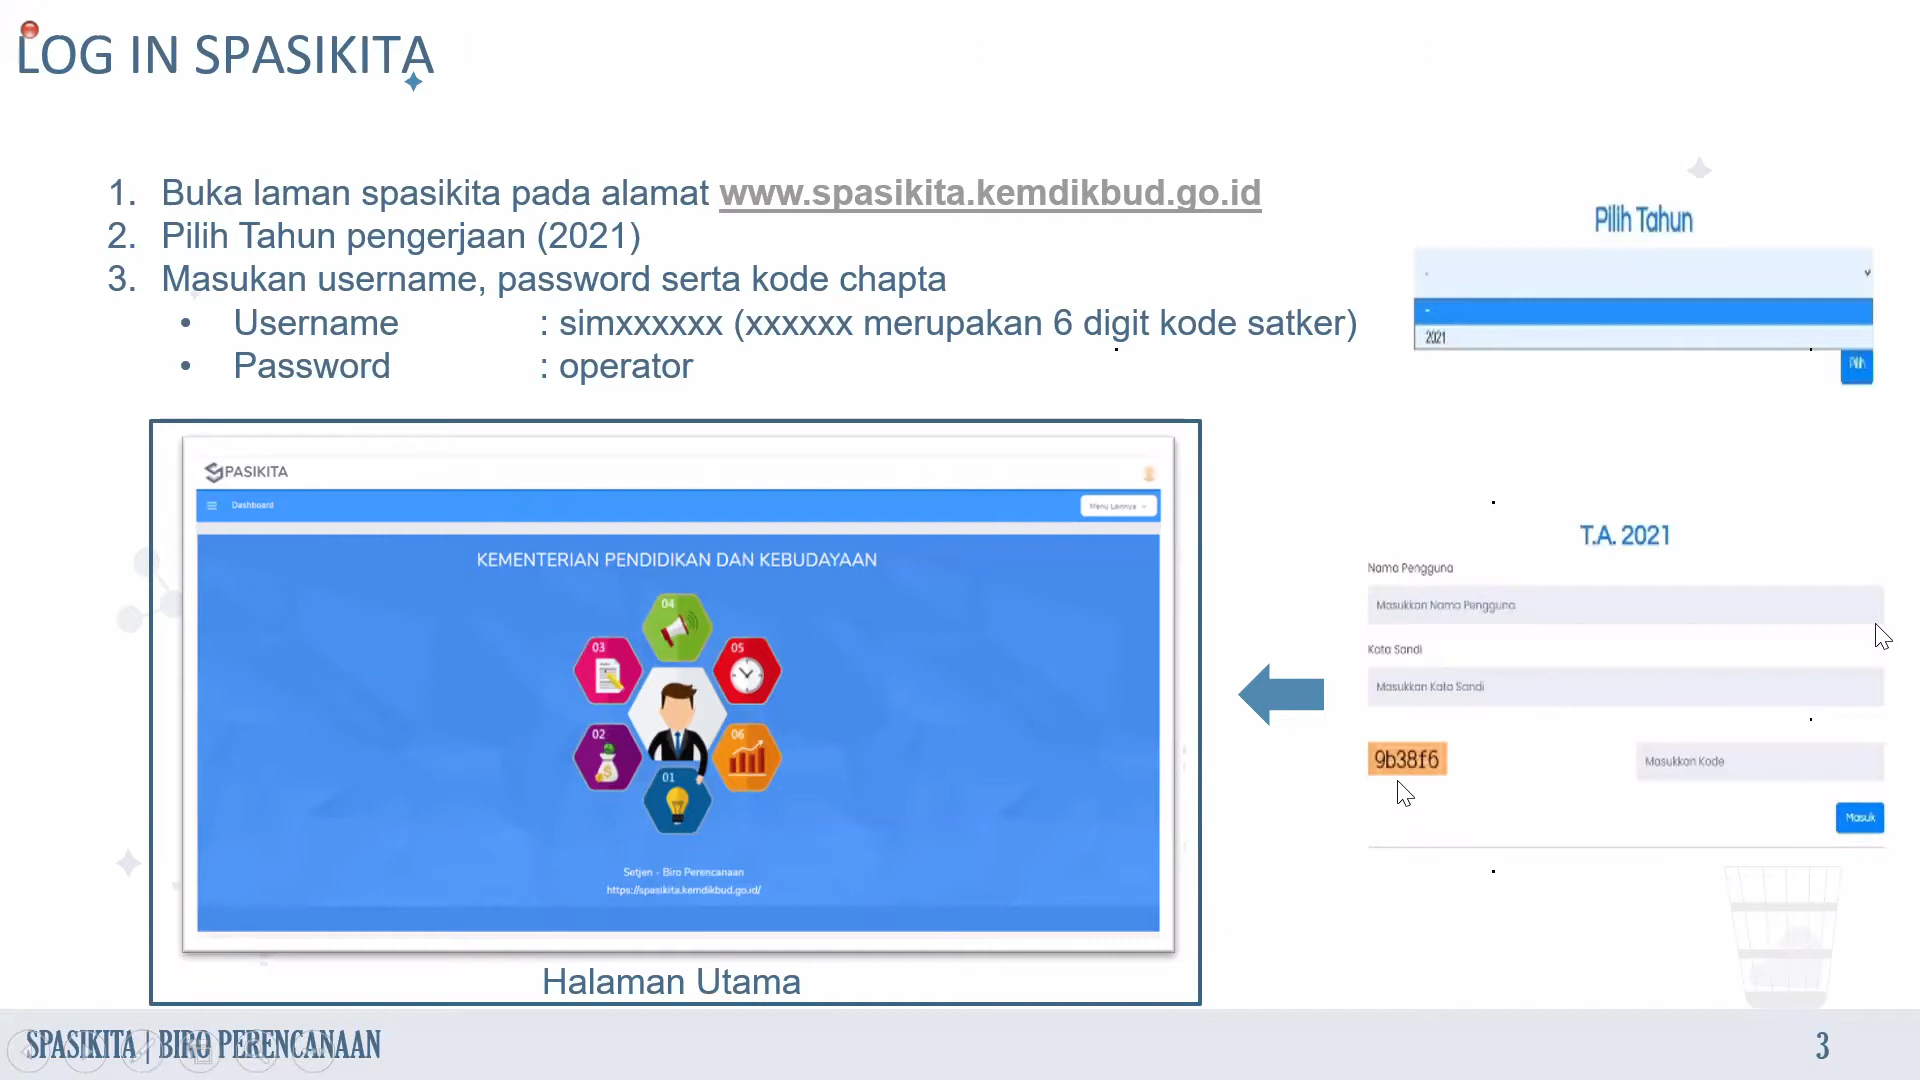 LOG IN SPASIKITA
1. Buka laman spasikita pada alamat www.spasikita.kemdikbud.go.id
2. Pilih Tahun pengerjaan (2021)
3. Masukan username, password serta kode chapta
• Username : simxxxxxx (xxxxxx merupakan 6 digit kode satker)
• Password : operator
Pilih Tahun
-
-
2021
Pilih
SPASIKITA
Dashboard
Menu Lainnya
KEMENTERIAN PENDIDIKAN DAN KEBUDAYAAN
04
03
05
02
06
01
Setjen - Biro Perencanaan
https://spasikita.kemdikbud.go.id/
Halaman Utama
T.A. 2021
Nama Pengguna
Masukkan Nama Pengguna
Kata Sandi
Masukkan Kata Sandi
9b38f6
Masukkan Kode
Masuk
SPASIKITA | BIRO PERENCANAAN
3